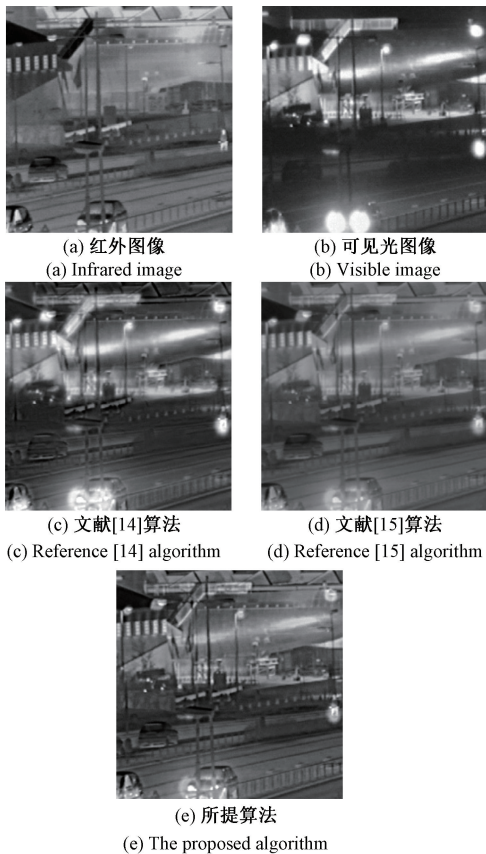 (a) 红外图像
(a) Infrared image
(b) 可见光图像
(b) Visible image
(c) 文献[14]算法
(c) Reference [14] algorithm
(d) 文献[15]算法
(d) Reference [15] algorithm
(e) 所提算法
(e) The proposed algorithm